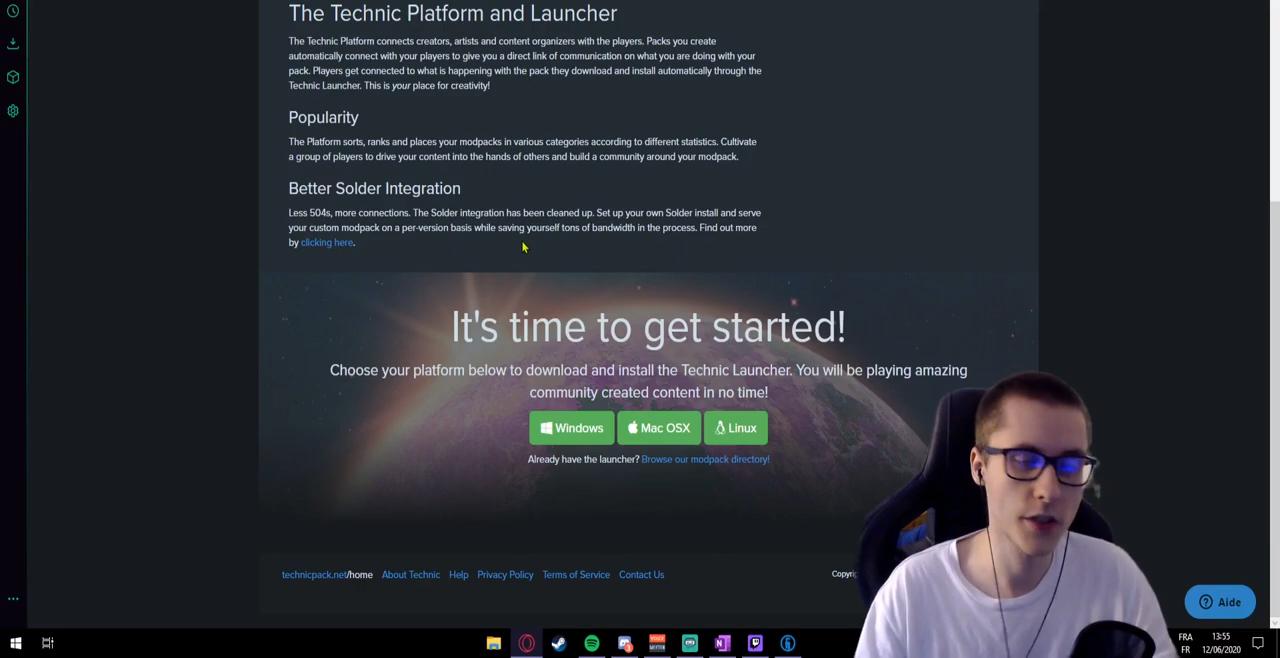 The Technic Platform and Launcher
The Technic Platform connects creators, artists and content organizers with the players. Packs you create
automatically connect with your players to give you a direct link of communication on what you are doing with your
pack. Players get connected to what is happening with the pack they download and install automatically through the
Technic Launcher. This is your place for creativity!
Popularity
The Platform sorts, ranks and places your modpacks in various categories according to different statistics. Cultivate
a group of players to drive your content into the hands of others and build a community around your modpack.
Better Solder Integration
Less 504s, more connections. The Solder integration has been cleaned up. Set up your own Solder install and serve
your custom modpack on a per-version basis while saving yourself tons of bandwidth in the process. Find out more
by clicking here.
It's time to get started!
Choose your platform below to download and install the Technic Launcher. You will be playing amazing
community created content in no time!
Windows Mac OSX Linux
Already have the launcher? Browse our modpack directory!
technicpack.net/home About Technic Help Privacy Policy Terms of Service Contact Us
Aide
FRA 13:55
FR 12/06/2020